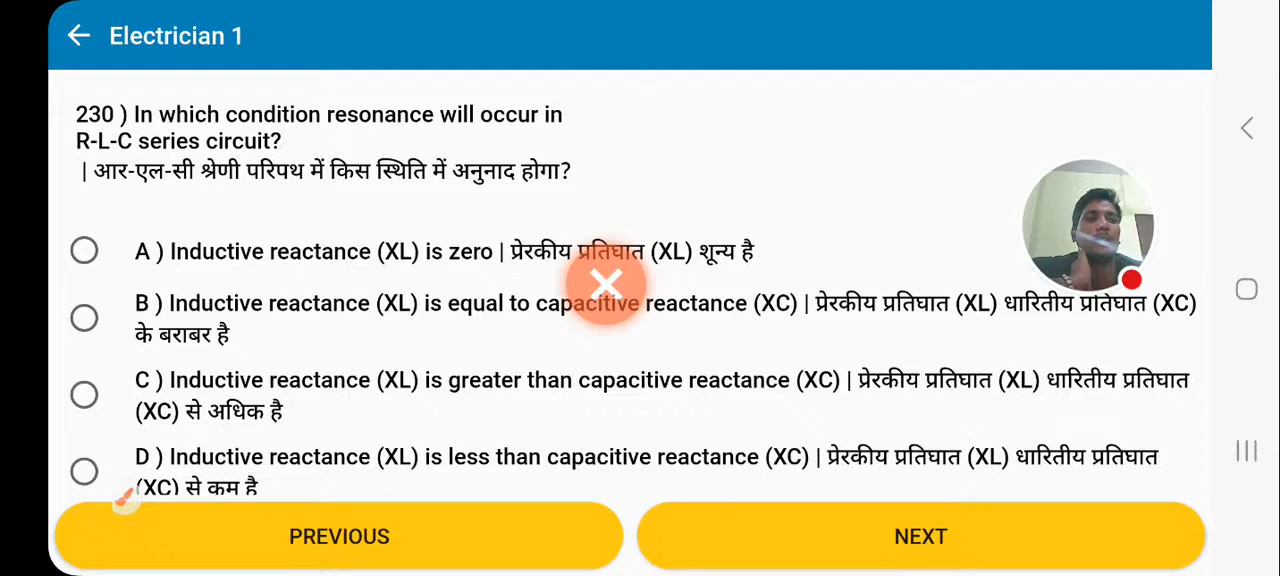 Electrician 1
230 ) In which condition resonance will occur in
R-L-C series circuit?
| आर-एल-सी श्रेणी परिपथ में किस स्थिति में अनुनाद होगा?
A ) Inductive reactance (XL) is zero | प्रेरकीय प्रतिघात (XL) शून्य है
B ) Inductive reactance (XL) is equal to capacitive reactance (XC) | प्रेरकीय प्रतिघात (XL) धारितीय प्रतिघात (XC)
के बराबर है
C ) Inductive reactance (XL) is greater than capacitive reactance (XC) | प्रेरकीय प्रतिघात (XL) धारितीय प्रतिघात
(XC) से अधिक है
D ) Inductive reactance (XL) is less than capacitive reactance (XC) | प्रेरकीय प्रतिघात (XL) धारितीय प्रतिघात
(XC) से कम है
PREVIOUS
NEXT